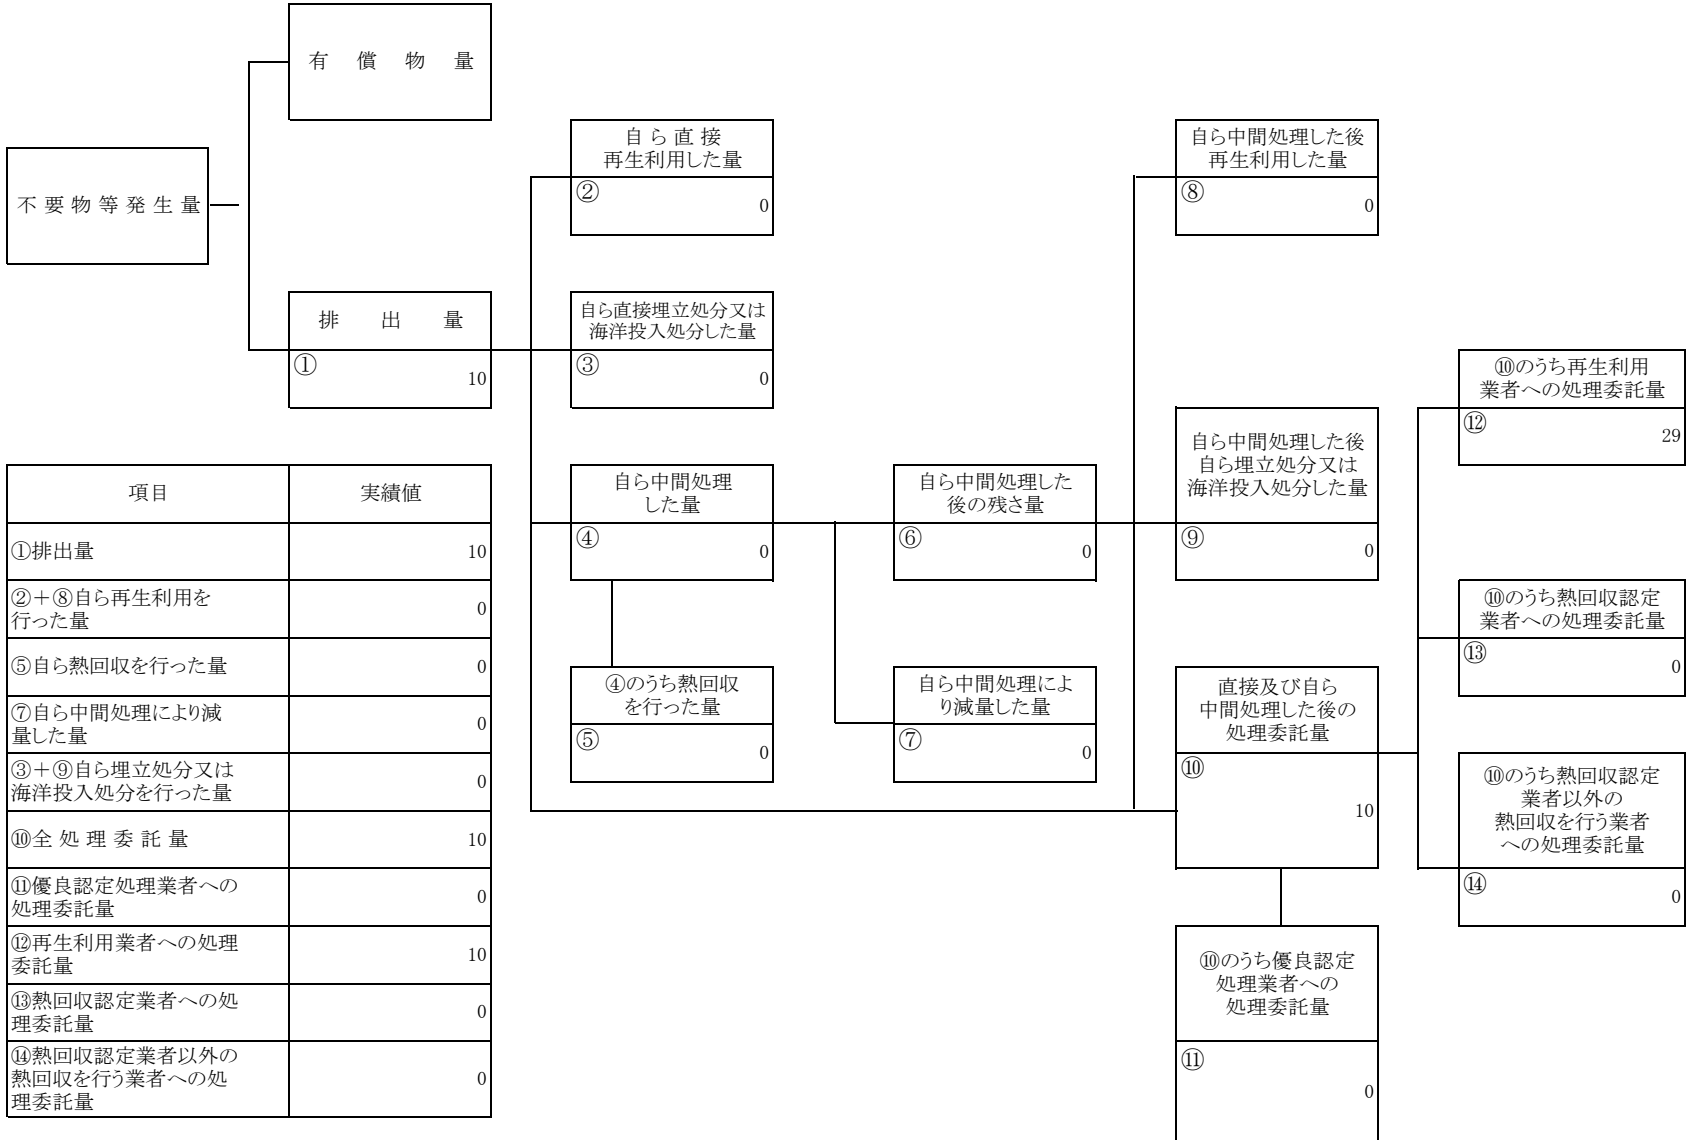 有償物量
不要物等発生量
排出量
①
10
自ら直接
再生利用した量
②
0
自ら直接埋立処分又は
海洋投入処分した量
③
0
自ら中間処理
した量
④
0
④のうち熱回収
を行った量
⑤
0
自ら中間処理した
後の残さ量
⑥
0
自ら中間処理によ
り減量した量
⑦
0
自ら中間処理した後
再生利用した量
⑧
0
自ら中間処理した後
自ら埋立処分又は
海洋投入処分した量
⑨
0
直接及び自ら
中間処理した後の
処理委託量
⑩
10
⑩のうち優良認定
処理業者への
処理委託量
⑪
0
⑩のうち再生利用
業者への処理委託量
⑫
29
⑩のうち熱回収認定
業者への処理委託量
⑬
0
⑩のうち熱回収認定
業者以外の
熱回収を行う業者
への処理委託量
⑭
0
項目 実績値
①排出量 10
②＋⑧自ら再生利用を
行った量 0
⑤自ら熱回収を行った量 0
⑦自ら中間処理により減
量した量 0
③＋⑨自ら埋立処分又は
海洋投入処分を行った量 0
⑩全処理委託量 10
⑪優良認定処理業者への
処理委託量 0
⑫再生利用業者への処理
委託量 10
⑬熱回収認定業者への処
理委託量 0
⑭熱回収認定業者以外の
熱回収を行う業者への処
理委託量 0